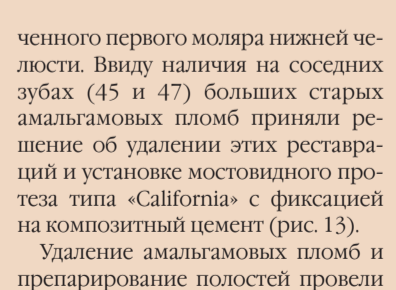 ченного первого моляра нижней че-
люсти. Ввиду наличия на соседних
зубах (45 и 47) больших старых
амальгамовых пломб приняли ре-
шение об удалении этих реставра-
ций и установке мостовидного про-
теза типа «California» с фиксацией
на композитный цемент (рис. 13).
Удаление амальгамовых пломб и
препарирование полостей провели